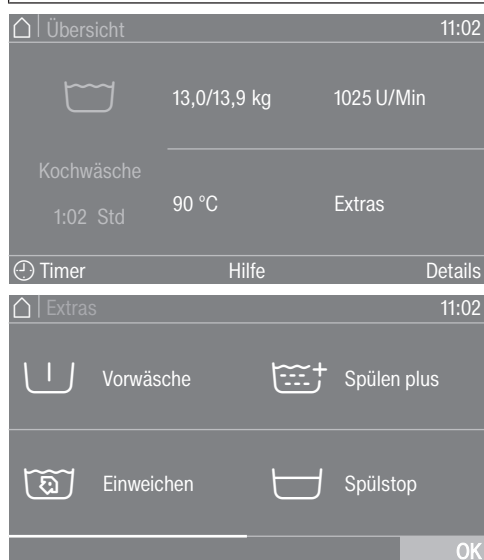 Übersicht 11:02
13,0/13,9 kg 1025 U/Min
Kochwäsche
1:02 Std
90 °C Extras
Timer Hilfe Details
Extras 11:02
Vorwäsche Spülen plus
Einweichen Spülstop
OK